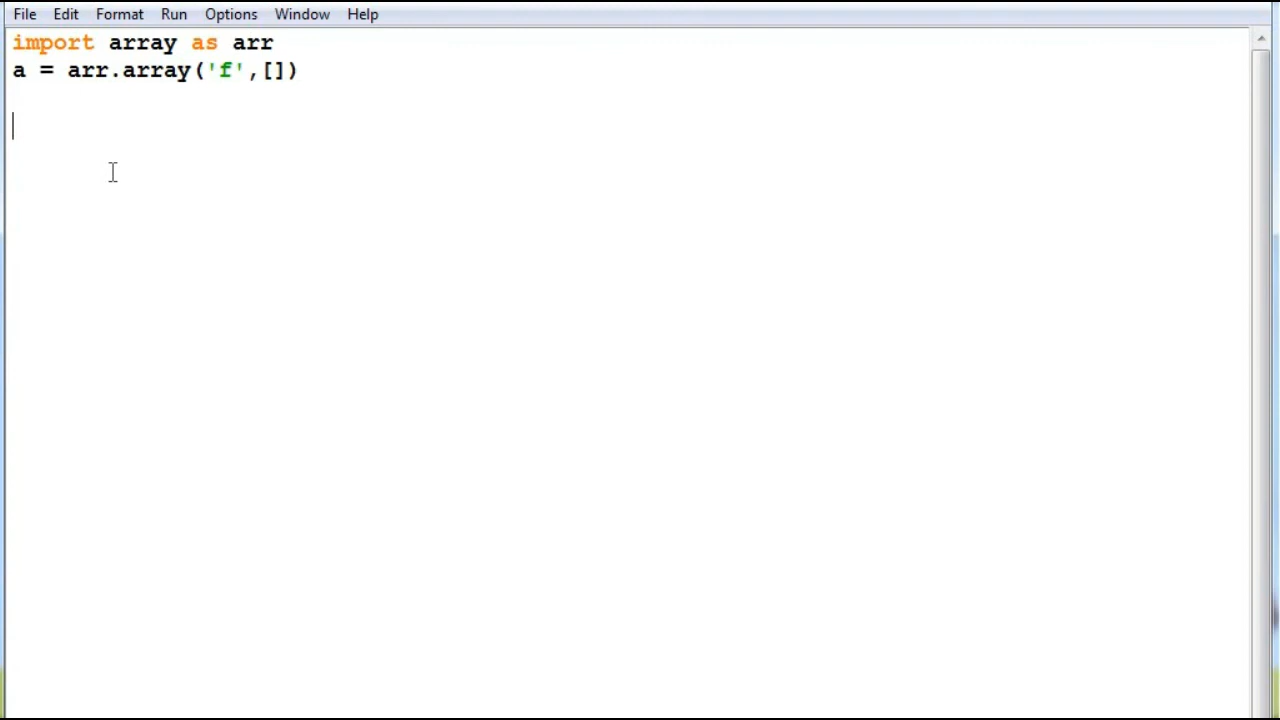 File Edit Format Run Options Window Help
import array as arr
a = arr.array('f',[])